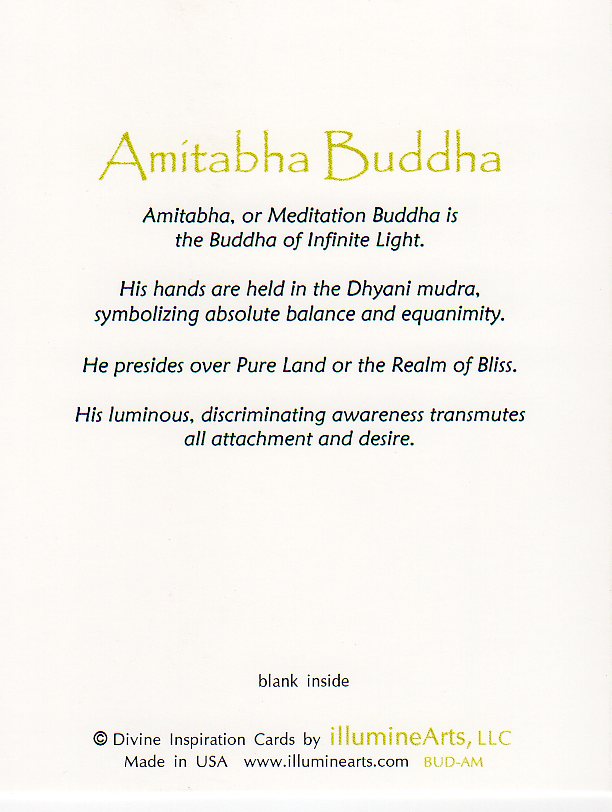 Amitabha Buddha
Amitabha, or Meditation Buddha is
the Buddha of Infinite Light.
His hands are held in the Dhyani mudra,
symbolizing absolute balance and equanimity.
He presides over Pure Land or the Realm of Bliss.
His luminous, discriminating awareness transmutes
all attachment and desire.
blank inside
© Divine Inspiration Cards by illumineArts, LLC
Made in USA www.illuminearts.com BUD-AM